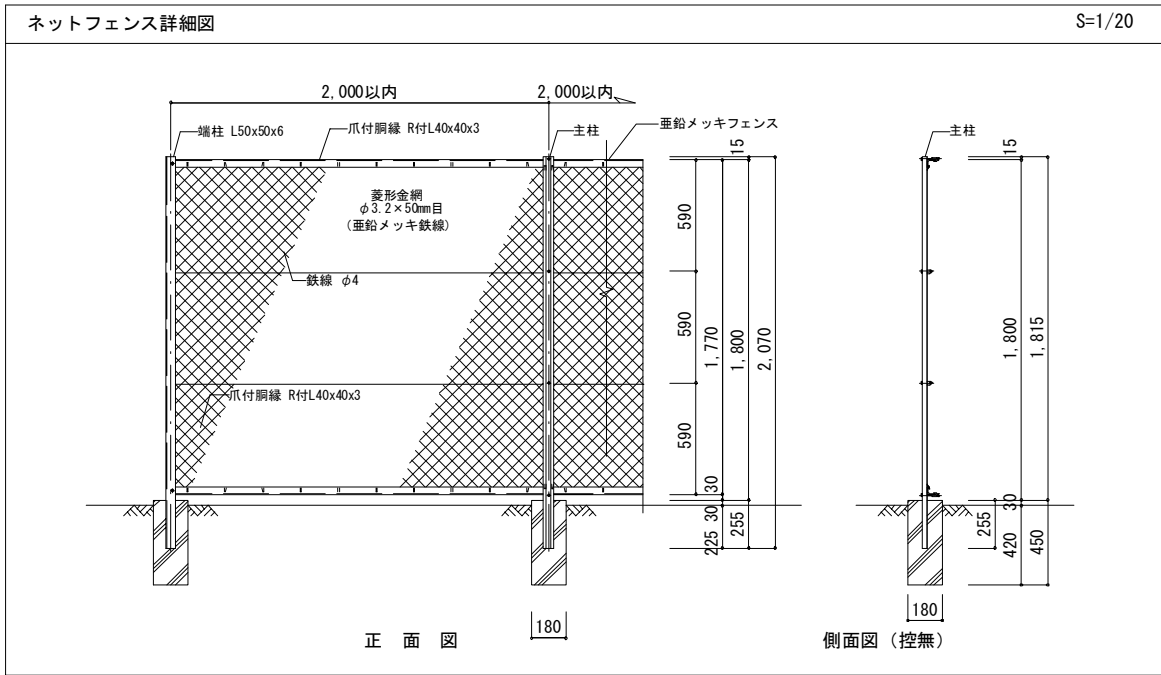 ネットフェンス詳細図
S=1/20
2,000以内
2,000以内
端柱 L50x50x6
爪付胴縁 R付L40x40x3
主柱
亜鉛メッキフェンス
主柱
菱形金網
φ3.2×50mm目
(亜鉛メッキ鉄線)
鉄線 φ4
爪付胴縁 R付L40x40x3
15
590
590
590
30
1,770
30
225
1,800
255
2,070
15
1,800
1,815
30
255
420
450
180
180
正 面 図
側面図 (控無)